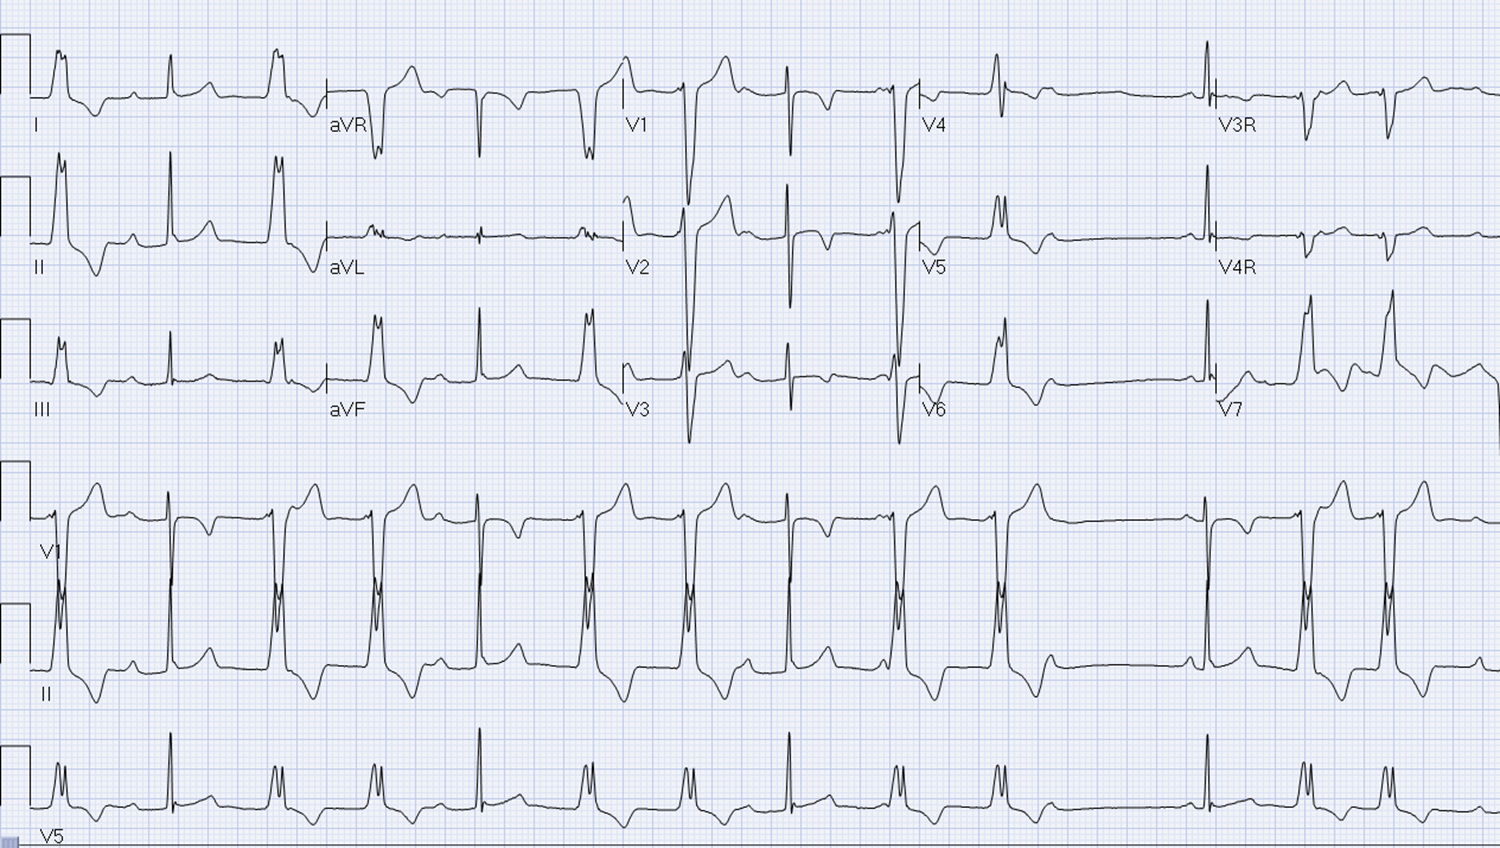 I aVR V1 V4 V3R
II aVL V2 V5 V4R
III aVF V3 V6 V7
V1
II
V5